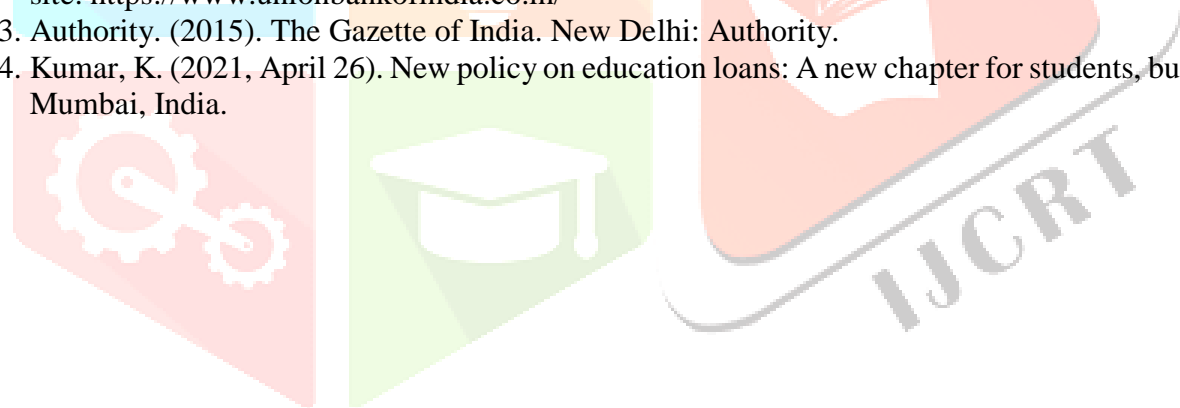 site: https://www.unionbankofindia.co.in/
3. Authority. (2015). The Gazette of India. New Delhi: Authority.
4. Kumar, K. (2021, April 26). New policy on education loans: A new chapter for students, bu
Mumbai, India.
IJCRT